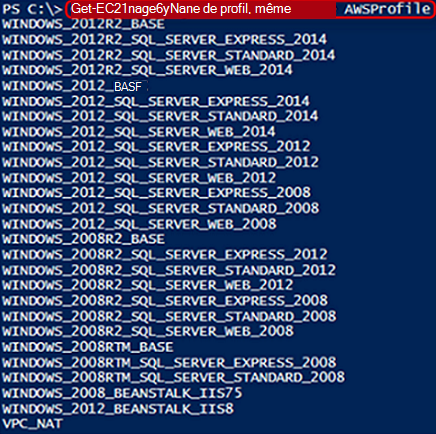 PS C:\> Get-EC21nage6yNane de profil, même AWSProfile
WINDOWS_2012R2_BASE
WINDOWS_2012R2_SQL_SERVER_EXPRESS_2014
WINDOWS_2012R2_SQL_SERVER_STANDARD_2014
WINDOWS_2012R2_SQL_SERVER_WEB_2014
WINDOWS_2012_BASF
WINDOWS_2012_SQL_SERVER_EXPRESS_2014
WINDOWS_2012_SQL_SERVER_STANDARD_2014
WINDOWS_2012_SQL_SERVER_WEB_2014
WINDOWS_2012_SQL_SERVER_EXPRESS_2012
WINDOWS_2012_SQL_SERVER_STANDARD_2012
WINDOWS_2012_SQL_SERVER_WEB_2012
WINDOWS_2012_SQL_SERVER_EXPRESS_2008
WINDOWS_2012_SQL_SERVER_STANDARD_2008
WINDOWS_2012_SQL_SERVER_WEB_2008
WINDOWS_2008R2_BASE
WINDOWS_2008R2_SQL_SERVER_EXPRESS_2012
WINDOWS_2008R2_SQL_SERVER_STANDARD_2012
WINDOWS_2008R2_SQL_SERVER_WEB_2012
WINDOWS_2008R2_SQL_SERVER_EXPRESS_2008
WINDOWS_2008R2_SQL_SERVER_STANDARD_2008
WINDOWS_2008R2_SQL_SERVER_WEB_2008
WINDOWS_2008RTM_BASE
WINDOWS_2008RTM_SQL_SERVER_EXPRESS_2008
WINDOWS_2008RTM_SQL_SERVER_STANDARD_2008
WINDOWS_2008_BEANSTALK_IIS75
WINDOWS_2012_BEANSTALK_IIS8
VPC_NAT